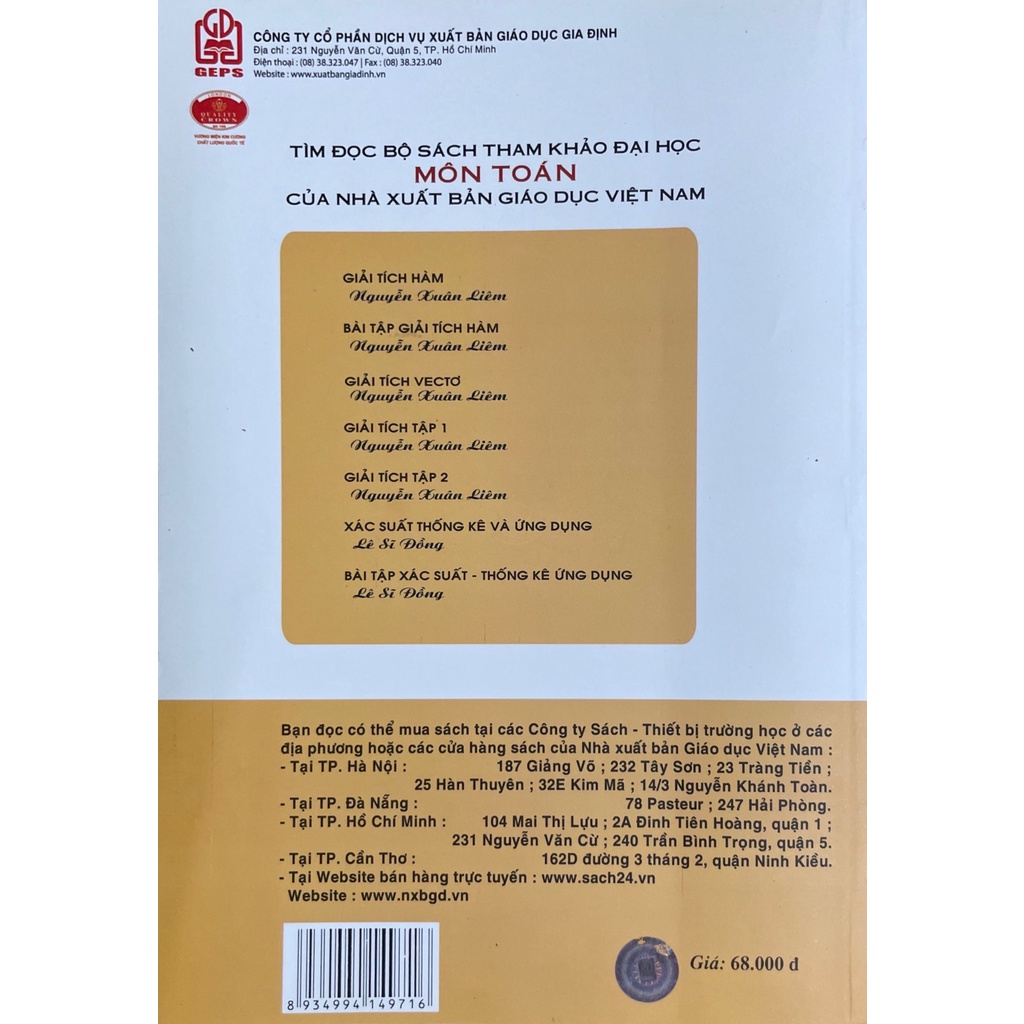 GD
GEPS
CÔNG TY CỔ PHẦN DỊCH VỤ XUẤT BẢN GIÁO DỤC GIA ĐỊNH
Địa chỉ : 231 Nguyễn Văn Cừ, Quận 5, TP. Hồ Chí Minh
Điện thoại : (08) 38.323.047 | Fax : (08) 38.323.040
Website : www.xuatbangiadinh.vn
QUALITY
CROWN
VƯƠNG MIỆN KIM CƯƠNG
CHẤT LƯỢNG QUỐC TẾ
TÌM ĐỌC BỘ SÁCH THAM KHẢO ĐẠI HỌC
MÔN TOÁN
CỦA NHÀ XUẤT BẢN GIÁO DỤC VIỆT NAM
GIẢI TÍCH HÀM
Nguyễn Xuân Liêm
BÀI TẬP GIẢI TÍCH HÀM
Nguyễn Xuân Liêm
GIẢI TÍCH VECTƠ
Nguyễn Xuân Liêm
GIẢI TÍCH TẬP 1
Nguyễn Xuân Liêm
GIẢI TÍCH TẬP 2
Nguyễn Xuân Liêm
XÁC SUẤT THỐNG KÊ VÀ ỨNG DỤNG
Lê Sĩ Đồng
BÀI TẬP XÁC SUẤT - THỐNG KÊ ỨNG DỤNG
Lê Sĩ Đồng
Bạn đọc có thể mua sách tại các Công ty Sách - Thiết bị trường học ở các
địa phương hoặc các cửa hàng sách của Nhà xuất bản Giáo dục Việt Nam :
- Tại TP. Hà Nội : 187 Giảng Võ ; 232 Tây Sơn ; 23 Tràng Tiền ;
25 Hàn Thuyên ; 32E Kim Mã ; 14/3 Nguyễn Khánh Toàn.
- Tại TP. Đà Nẵng : 78 Pasteur ; 247 Hải Phòng.
- Tại TP. Hồ Chí Minh : 104 Mai Thị Lựu ; 2A Đinh Tiên Hoàng, quận 1 ;
231 Nguyễn Văn Cừ ; 240 Trần Bình Trọng, quận 5.
- Tại TP. Cần Thơ : 162D đường 3 tháng 2, quận Ninh Kiều.
- Tại Website bán hàng trực tuyến : www.sach24.vn
Website : www.nxbgd.vn
8 934994 149716
Giá: 68.000 đ